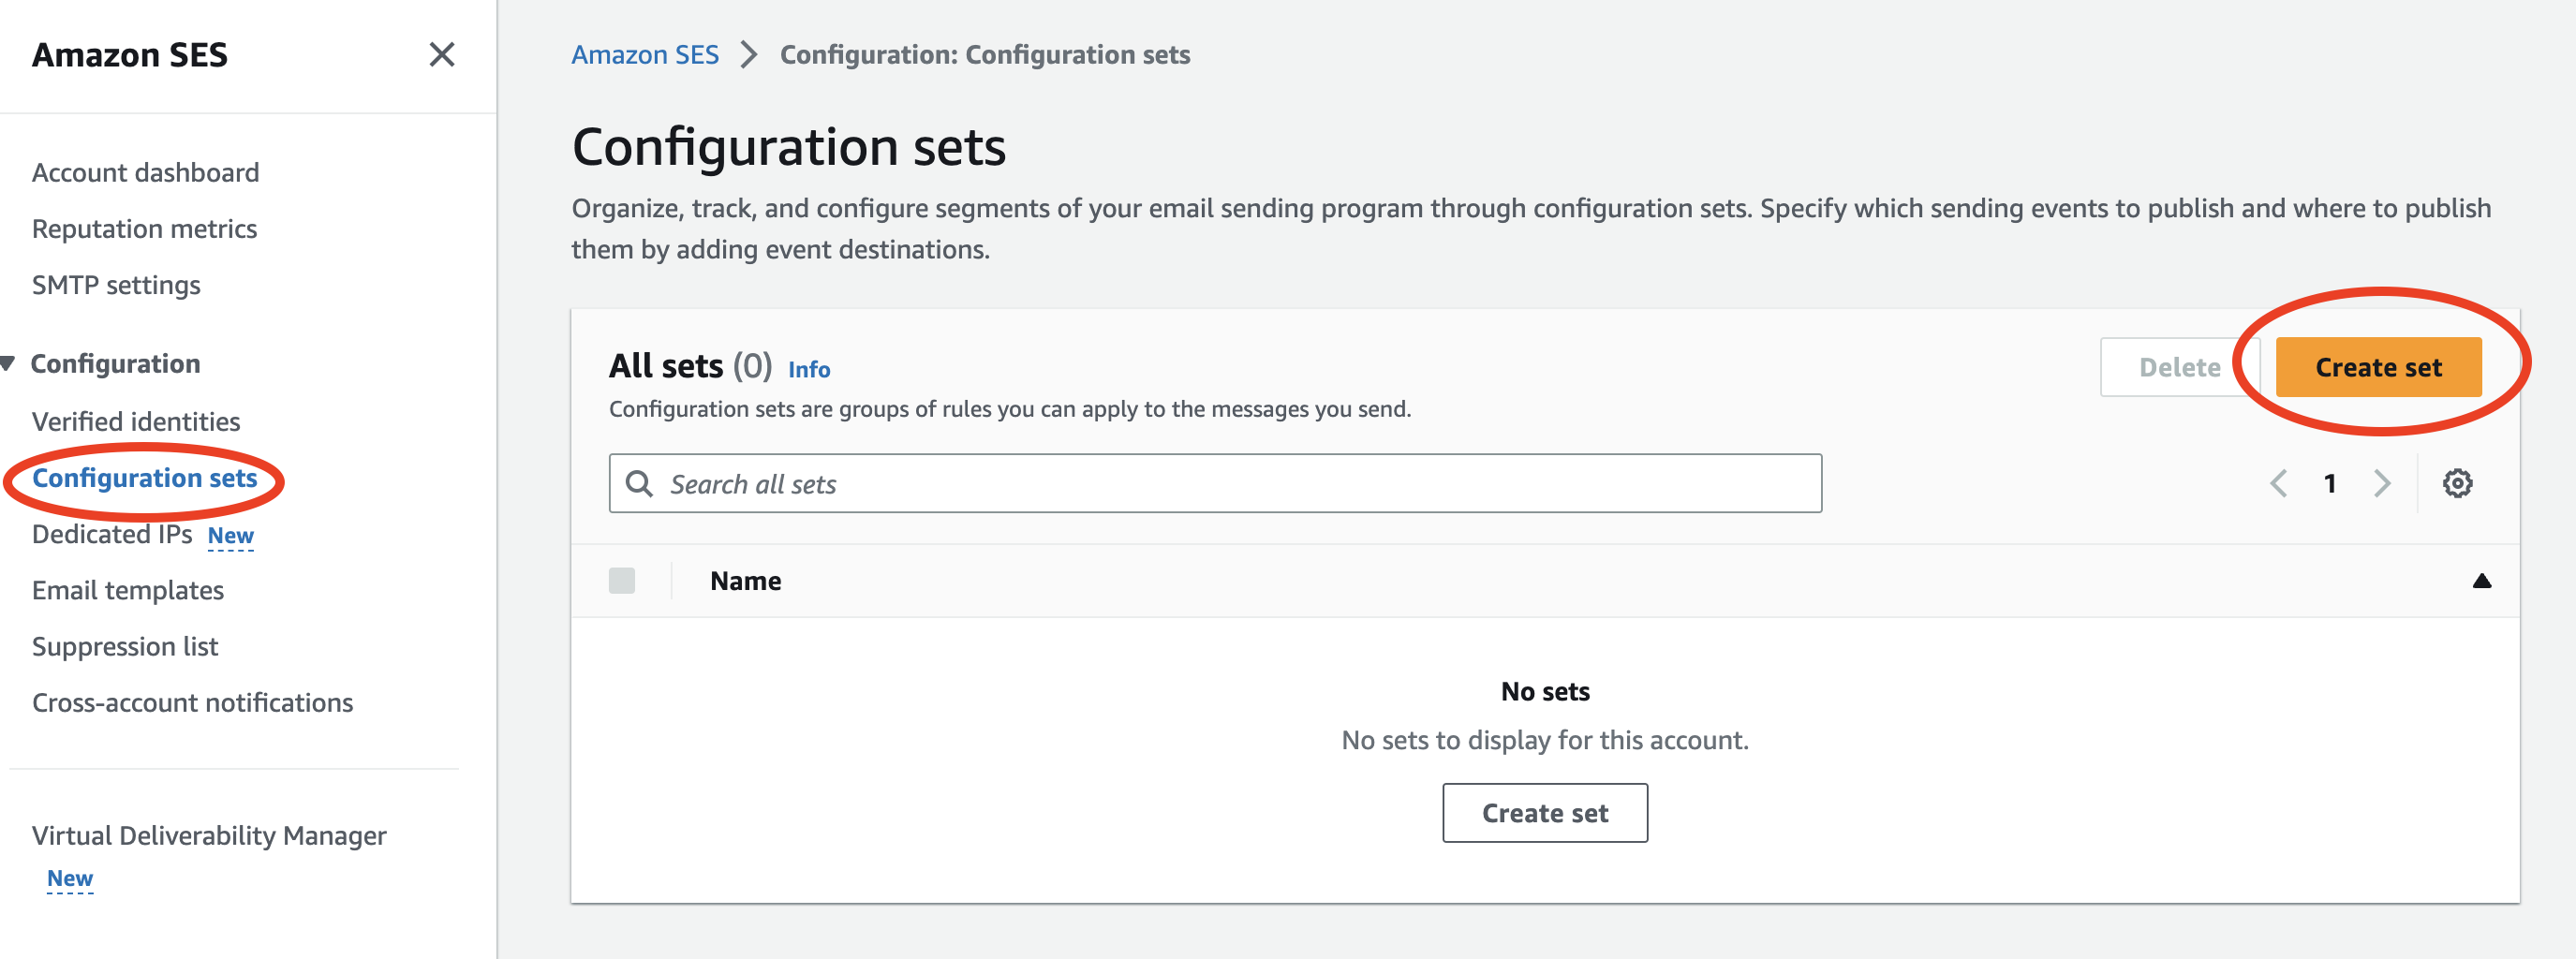 Amazon SES
Account dashboard
Reputation metrics
SMTP settings
Configuration
Verified identities
Configuration sets
Dedicated IPs New
Email templates
Suppression list
Cross-account notifications
Virtual Deliverability Manager
New
Amazon SES > Configuration: Configuration sets
Configuration sets
Organize, track, and configure segments of your email sending program through configuration sets. Specify which sending events to publish and where to publish
them by adding event destinations.
All sets (0) Info
Configuration sets are groups of rules you can apply to the messages you send.
Delete
Create set
Search all sets
1
Name
No sets
No sets to display for this account.
Create set